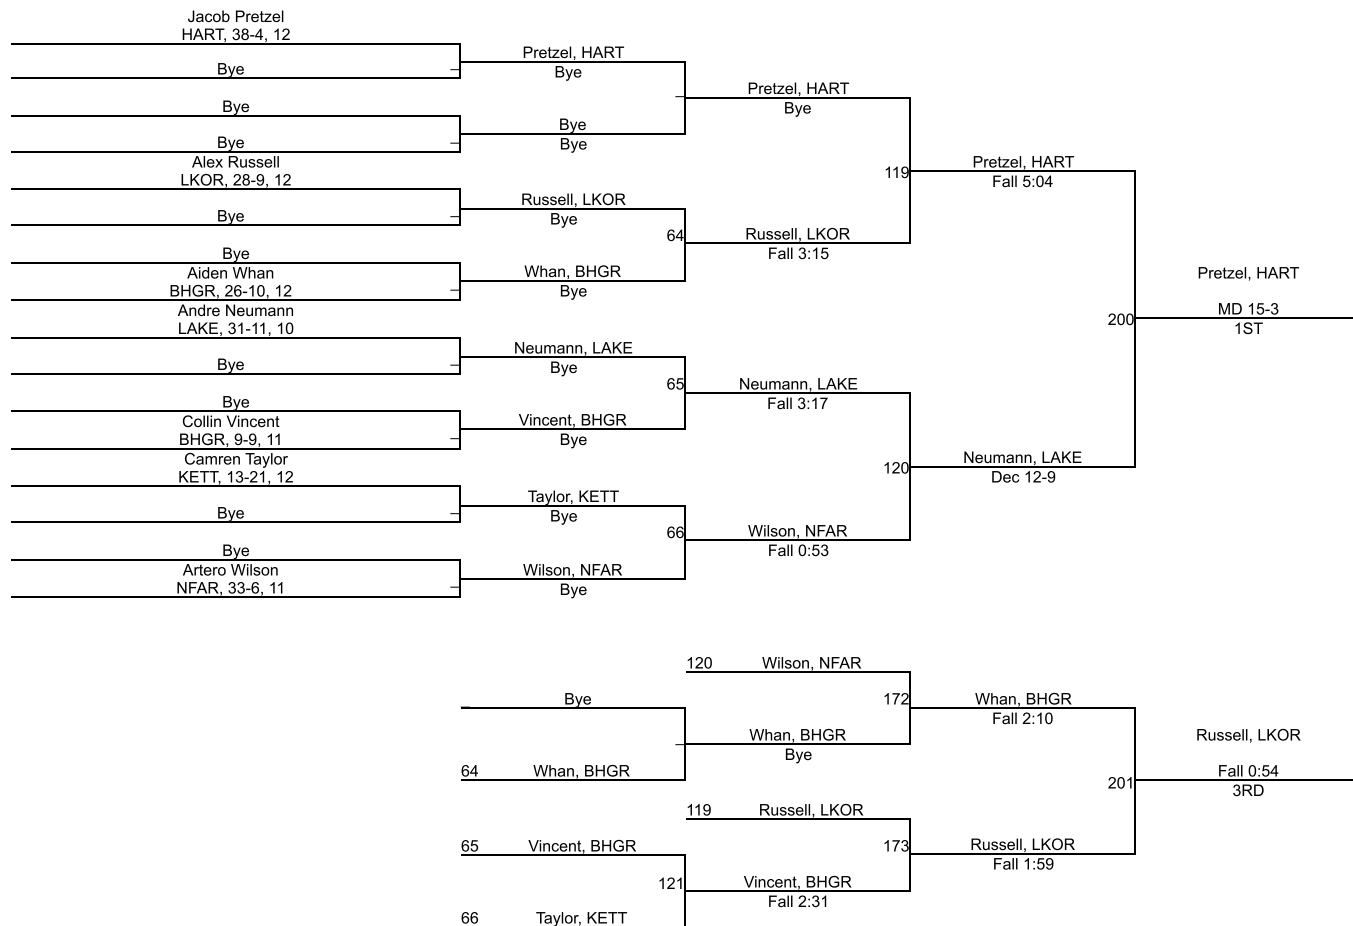 Jacob Pretzel
HART, 38-4, 12
Bye
Bye
Bye
Alex Russell
LKOR, 28-9, 12
Bye
Bye
Aiden Whan
BHGR, 26-10, 12
Andre Neumann
LAKE, 31-11, 10
Bye
Bye
Collin Vincent
BHGR, 9-9, 11
Camren Taylor
KETT, 13-21, 12
Bye
Bye
Artero Wilson
NFAR, 33-6, 11
Pretzel, HART
Bye
Bye
Bye
Russell, LKOR
Bye
64
Whan, BHGR
Bye
Neumann, LAKE
Bye
65
Vincent, BHGR
Bye
Taylor, KETT
Bye
66
Wilson, NFAR
Bye
Pretzel, HART
Bye
119
Russell, LKOR
Fall 3:15
Neumann, LAKE
Fall 3:17
120
Wilson, NFAR
Fall 0:53
Pretzel, HART
Fall 5:04
200
Neumann, LAKE
Dec 12-9
Pretzel, HART
MD 15-3
1ST
120 Wilson, NFAR
Bye
172
Whan, BHGR
Bye
64 Whan, BHGR
119 Russell, LKOR
65 Vincent, BHGR
173
121
Vincent, BHGR
Fall 2:31
66 Taylor, KETT
Whan, BHGR
Fall 2:10
201
Russell, LKOR
Fall 1:59
Russell, LKOR
Fall 0:54
3RD